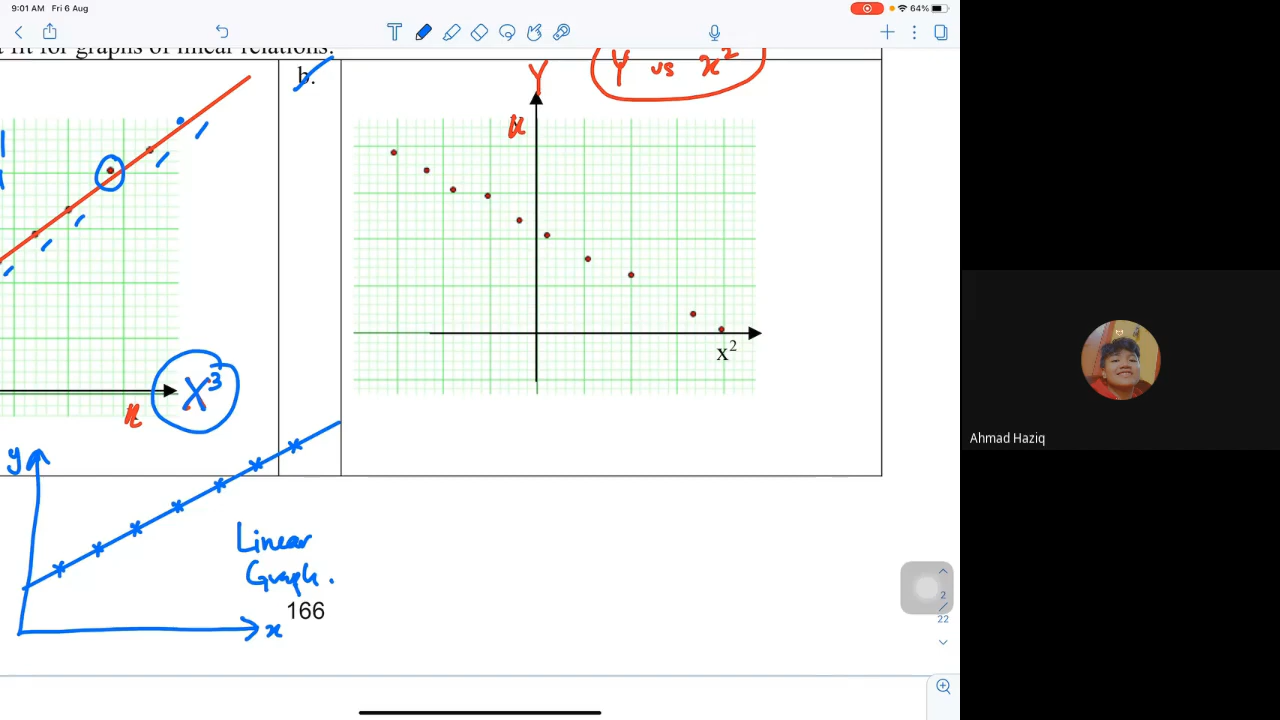 9:01 AM Fri 6 Aug
64%
t fit for graphs of linear relations.
b.
Y vs x²
Y
x
x²
X³
x
y
Linear
Graph.
x
166
2
/
22
Ahmad Haziq